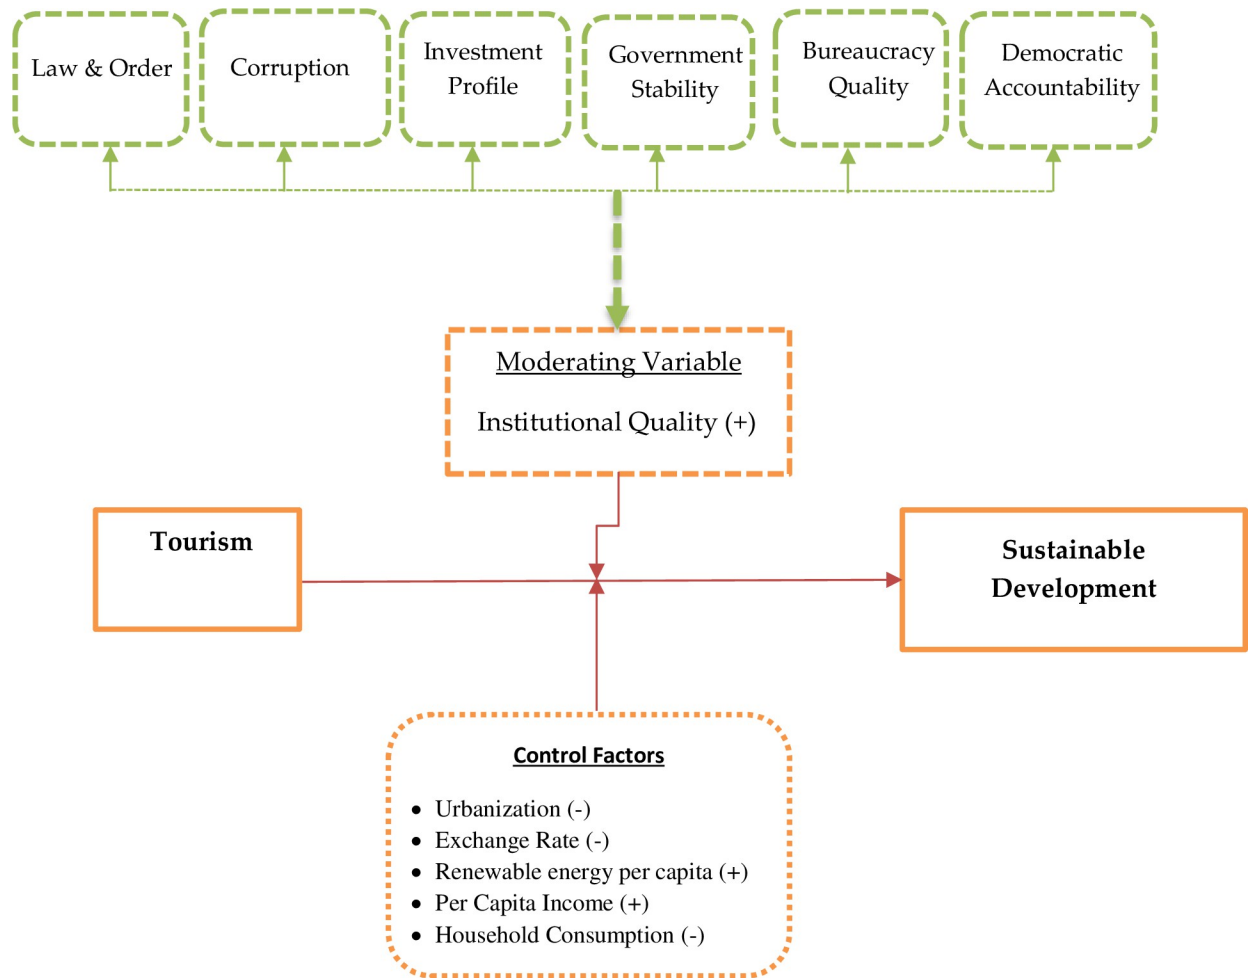 Law & Order
Corruption
Investment
Profile
Government
Stability
Bureaucracy
Quality
Democratic
Accountability
Moderating Variable
Institutional Quality (+)
Tourism
Sustainable
Development
Control Factors
• Urbanization (-)
• Exchange Rate (-)
• Renewable energy per capita (+)
• Per Capita Income (+)
• Household Consumption (-)